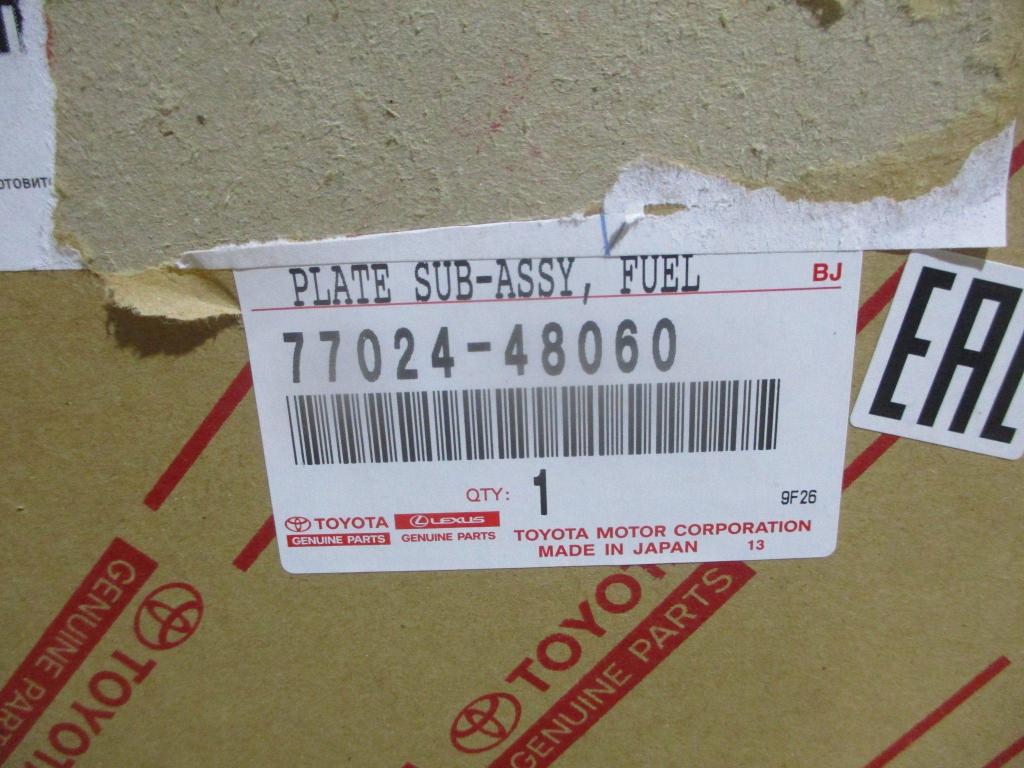 PLATE SUB-ASSY, FUEL
BJ
77024-48060
QTY: 1
9F26
TOYOTA
GENUINE PARTS
LEXUS
GENUINE PARTS
TOYOTA MOTOR CORPORATION
MADE IN JAPAN 13
EAC
GENUINE PARTS
TOYOTA
TOYOTA
GENUINE PARTS